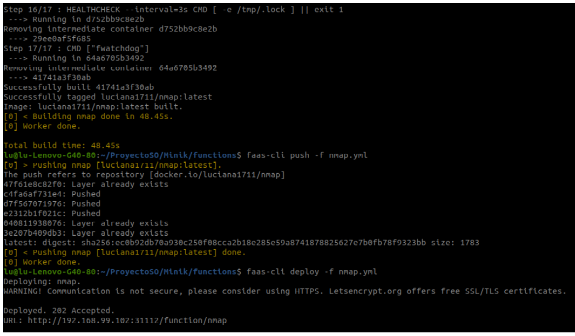 Step 16/17 : HEALTHCHECK --interval=3s CMD [ -e /tmp/.lock ] || exit 1
---> Running in d752bb9c8e2b
Removing intermediate container d752bb9c8e2b
---> 29ee0af5f685
Step 17/17 : CMD ["fwatchdog"]
---> Running in 64a6705b3492
Removing intermediate container 64a6705b3492
---> 41741a3f30ab
Successfully built 41741a3f30ab
Successfully tagged luciana1711/nmap:latest
Image: luciana1711/nmap:latest built.
[0] < Building nmap done in 48.45s.
[0] Worker done.
Total build time: 48.45s
lu@lu-Lenovo-G40-80:~/ProyectoSO/Minik/functions$ faas-cli push -f nmap.yml
[0] > Pushing nmap [luciana1711/nmap:latest].
The push refers to repository [docker.io/luciana1711/nmap]
47f61e8c82f0: Layer already exists
c4fa6af731e4: Pushed
d7f567071976: Pushed
e2312b1f021c: Pushed
040811938076: Layer already exists
3e207b409db3: Layer already exists
latest: digest: sha256:ec0b92db70a930c250f08cca2b18e285e59a8741878825627e7b0fb78f9323bb size: 1783
[0] < Pushing nmap [luciana1711/nmap:latest] done.
[0] Worker done.
lu@lu-Lenovo-G40-80:~/ProyectoSO/Minik/functions$ faas-cli deploy -f nmap.yml
Deploying: nmap.
WARNING! Communication is not secure, please consider using HTTPS. Letsencrypt.org offers free SSL/TLS certificates.
Deployed. 202 Accepted.
URL: http://192.168.99.102:31112/function/nmap